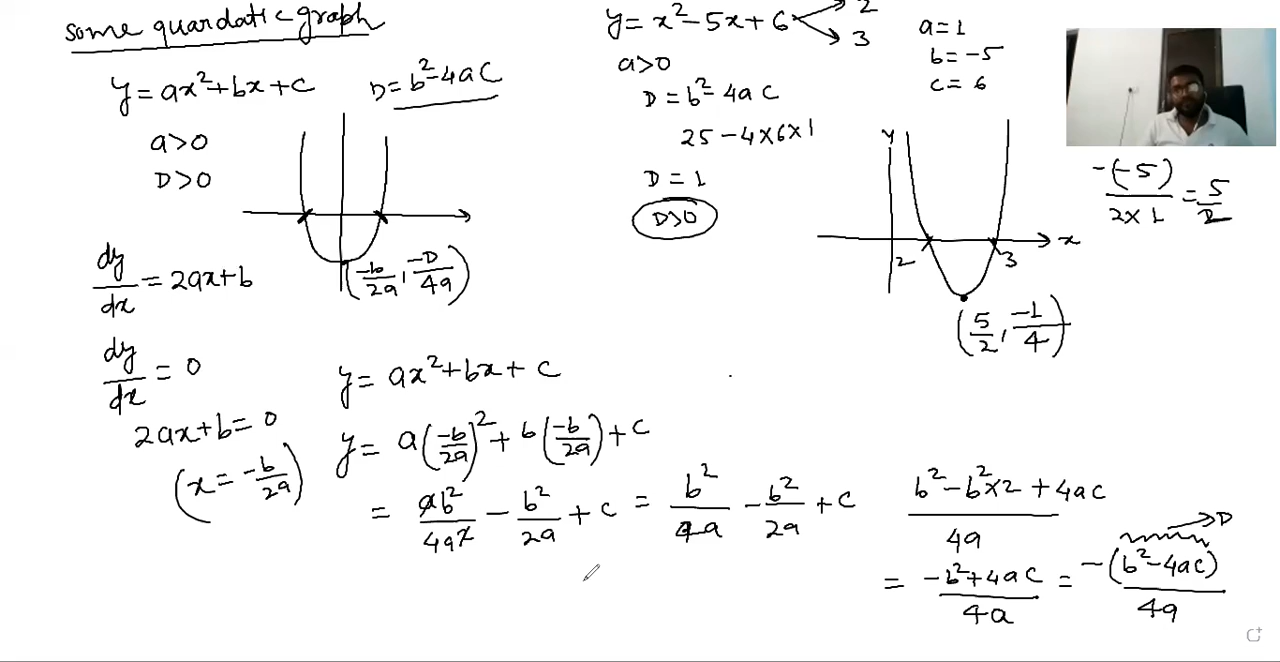 some quardatic graph
y = ax²+bx+c
D = b²-4ac
a>0
D>0
(-b/2a, -D/4a)
dy/dx = 2ax+b
dy/dx = 0
2ax+b = 0
(x = -b/2a)
y = ax²+bx+c
y = a(-b/2a)² + b(-b/2a) + c
= ab²/4a² - b²/2a + c = b²/4a - b²/2a + c
b²-b²×2+4ac/4a
= -b²+4ac/4a = -(b²-4ac)/4a
D
y = x²-5x+6
2
3
a>0
D = b²-4ac
25-4×6×1
D = 1
D>0
a=1
b=-5
c=6
y
x
2
3
(5/2, -1/4)
-(-5)/2×1 = 5/2